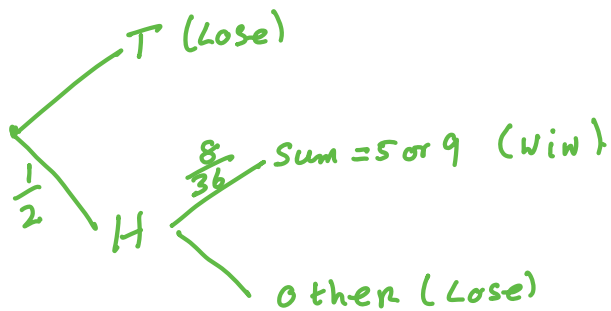 T (Lose)
8/36 Sum = 5 or 9 (Win)
1/2 H
Other (Lose)